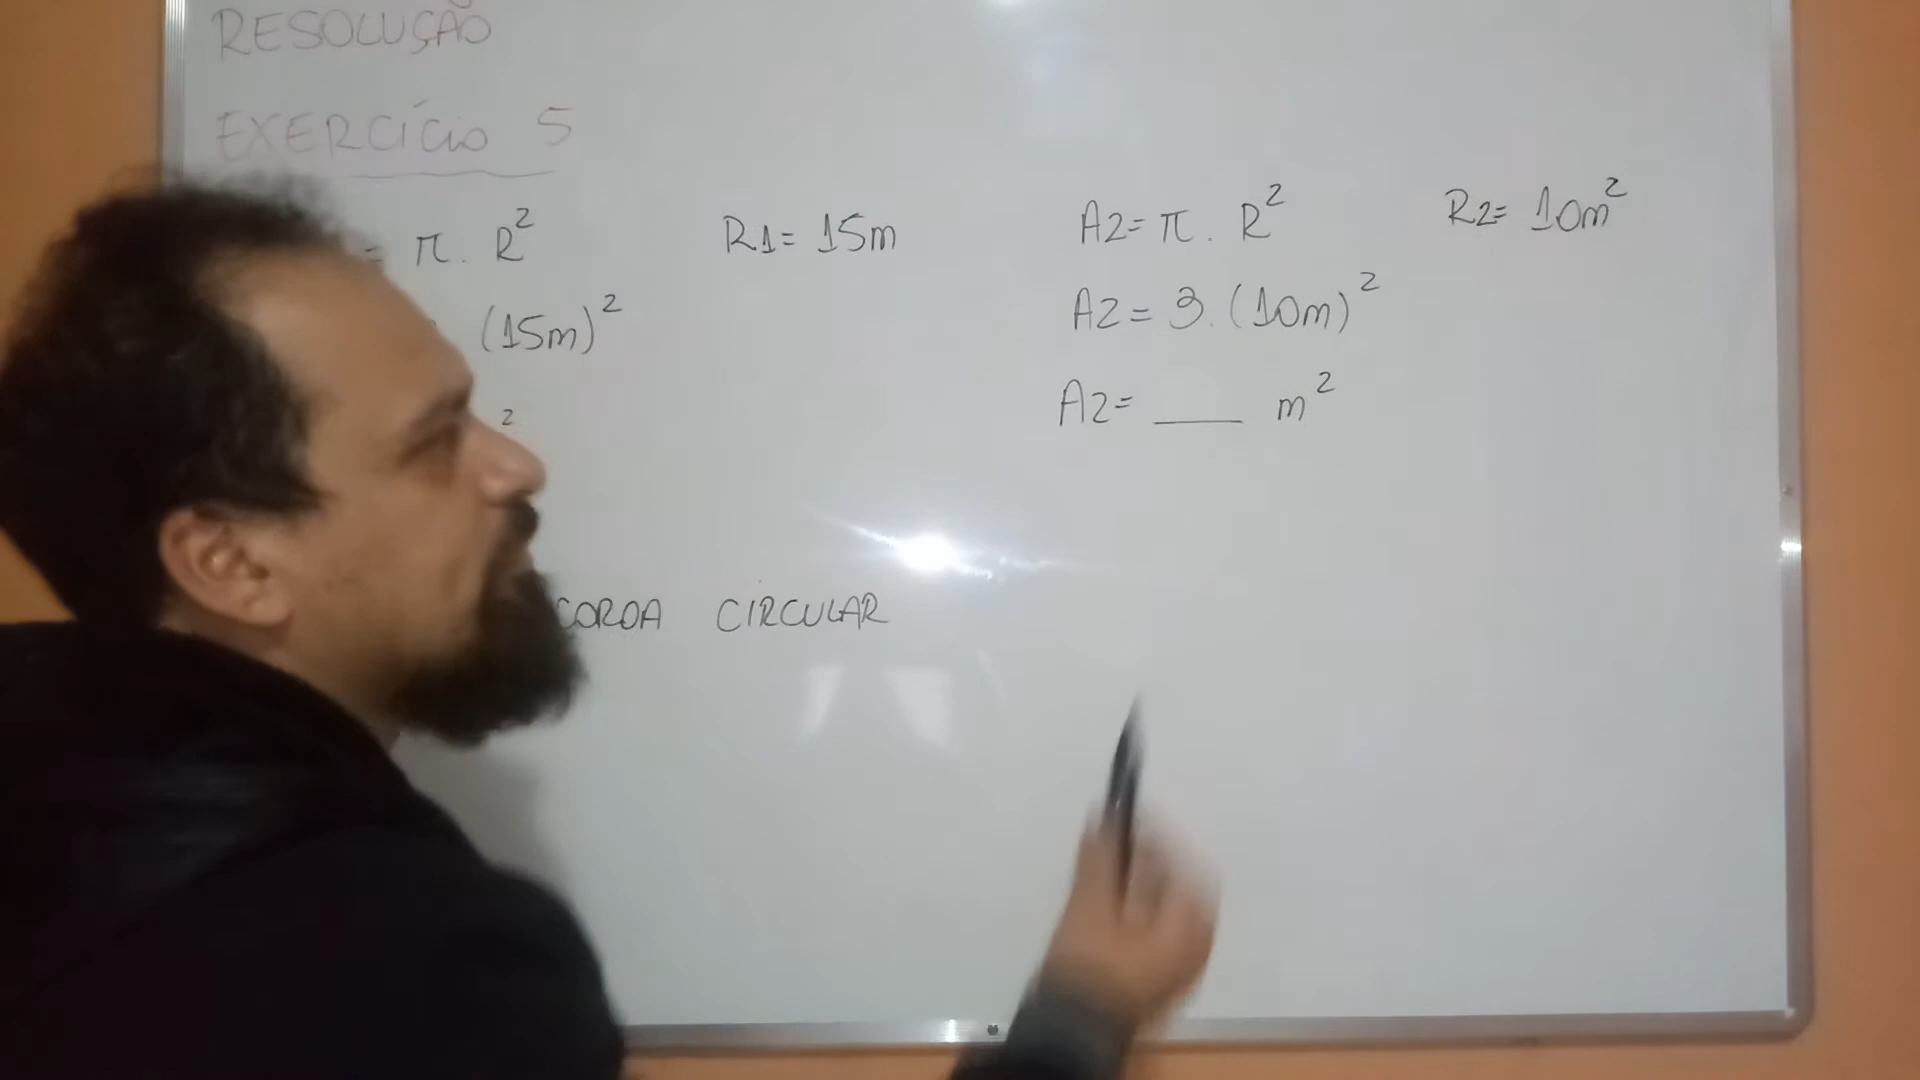 RESOLUÇÃO
EXERCÍCIO 5
= π . R²
R1= 15m
(15m)²
²
A2= π . R²
R2= 10m²
A2= 3. (10m)²
A2= ____ m²
COROA CIRCULAR